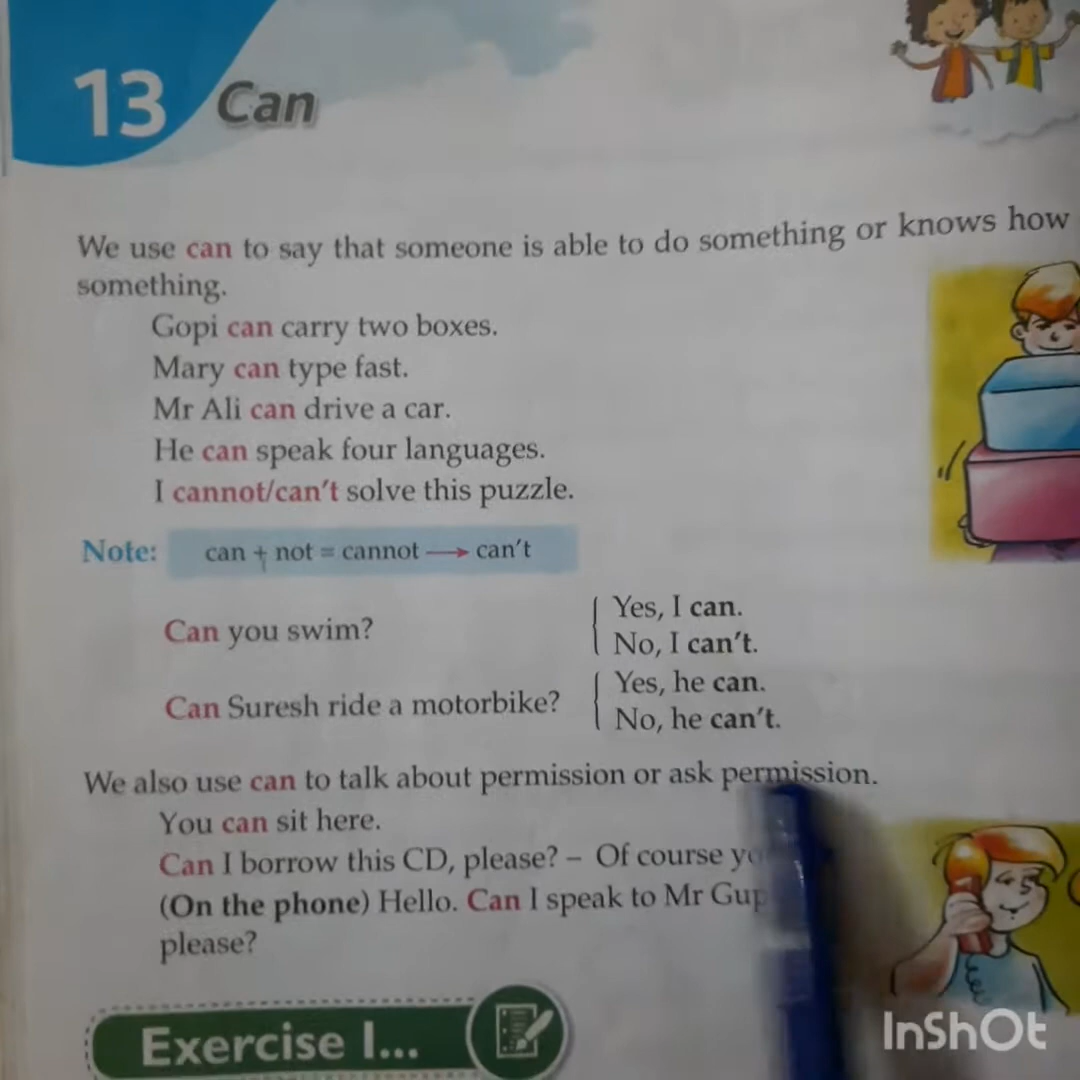 13 Can
We use can to say that someone is able to do something or knows how
something.
Gopi can carry two boxes.
Mary can type fast.
Mr Ali can drive a car.
He can speak four languages.
I cannot/can't solve this puzzle.
Note: can + not = cannot → can't
Can you swim?
Yes, I can.
No, I can't.
Can Suresh ride a motorbike?
Yes, he can.
No, he can't.
We also use can to talk about permission or ask permission.
You can sit here.
Can I borrow this CD, please? – Of course
(On the phone) Hello. Can I speak to Mr
please?
Exercise I...
InShOt